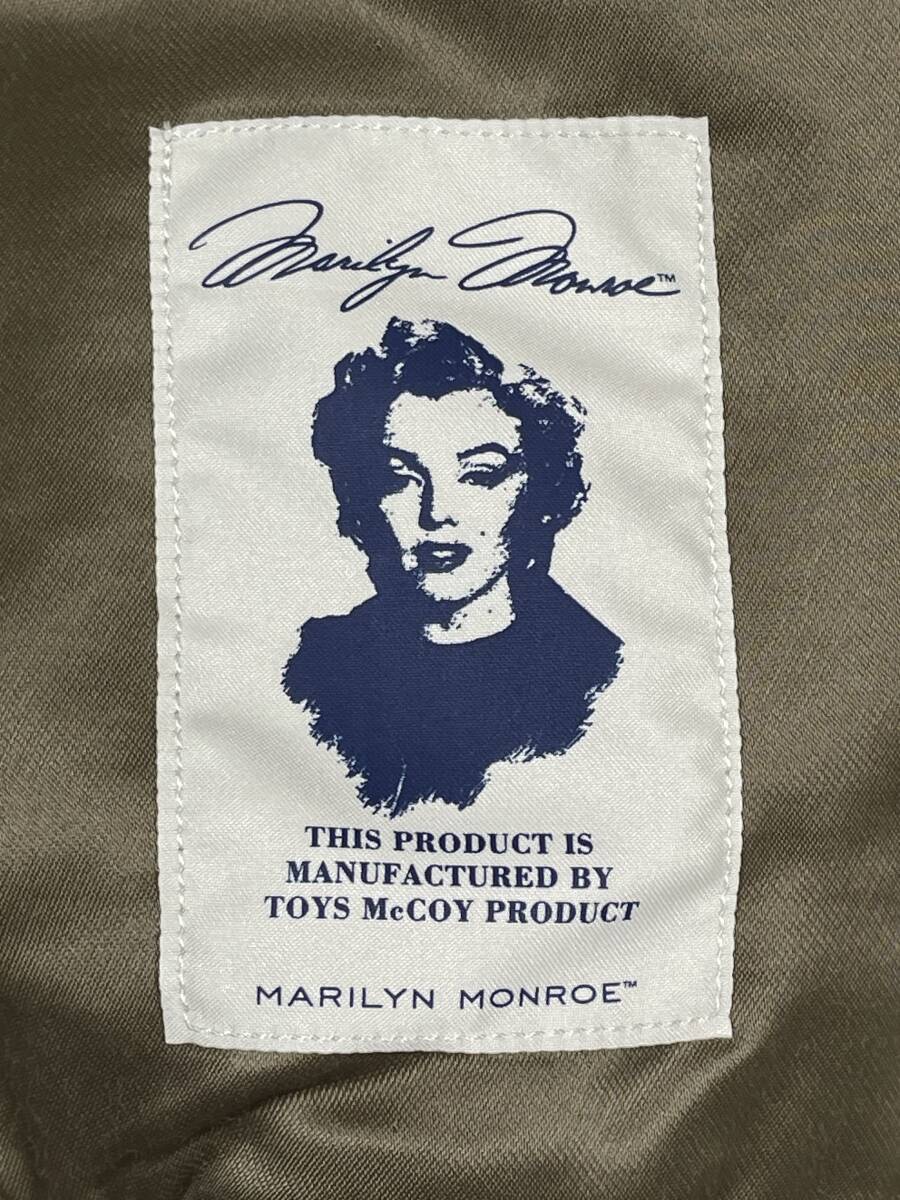 Marilyn Monroe™
THIS PRODUCT IS
MANUFACTURED BY
TOYS McCOY PRODUCT
MARILYN MONROE™